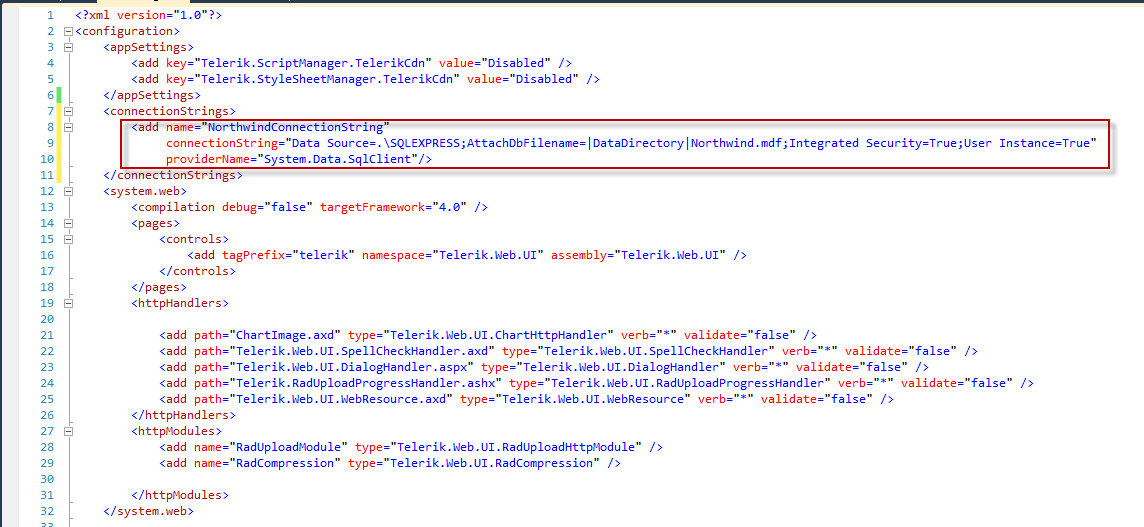 1 <?xml version="1.0"?>
2 <configuration>
3 <appSettings>
4 <add key="Telerik.ScriptManager.TelerikCdn" value="Disabled" />
5 <add key="Telerik.StyleSheetManager.TelerikCdn" value="Disabled" />
6 </appSettings>
7 <connectionStrings>
8 <add name="NorthwindConnectionString"
9 connectionString="Data Source=.\SQLEXPRESS;AttachDbFilename=|DataDirectory|Northwind.mdf;Integrated Security=True;User Instance=True"
10 providerName="System.Data.SqlClient"/>
11 </connectionStrings>
12 <system.web>
13 <compilation debug="false" targetFramework="4.0" />
14 <pages>
15 <controls>
16 <add tagPrefix="telerik" namespace="Telerik.Web.UI" assembly="Telerik.Web.UI" />
17 </controls>
18 </pages>
19 <httpHandlers>
20
21 <add path="ChartImage.axd" type="Telerik.Web.UI.ChartHttpHandler" verb="*" validate="false" />
22 <add path="Telerik.Web.UI.SpellCheckHandler.axd" type="Telerik.Web.UI.SpellCheckHandler" verb="*" validate="false" />
23 <add path="Telerik.Web.UI.DialogHandler.aspx" type="Telerik.Web.UI.DialogHandler" verb="*" validate="false" />
24 <add path="Telerik.RadUploadProgressHandler.ashx" type="Telerik.Web.UI.RadUploadProgressHandler" verb="*" validate="false" />
25 <add path="Telerik.Web.UI.WebResource.axd" type="Telerik.Web.UI.WebResource" verb="*" validate="false" />
26 </httpHandlers>
27 <httpModules>
28 <add name="RadUploadModule" type="Telerik.Web.UI.RadUploadHttpModule" />
29 <add name="RadCompression" type="Telerik.Web.UI.RadCompression" />
30
31 </httpModules>
32 </system.web>